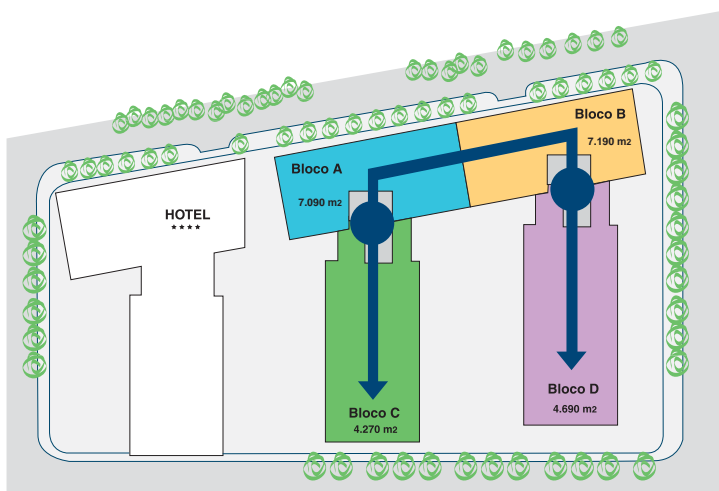 Bloco B
7.190 m2
Bloco A
7.090 m2
HOTEL
★★★★
Bloco D
4.690 m2
Bloco C
4.270 m2